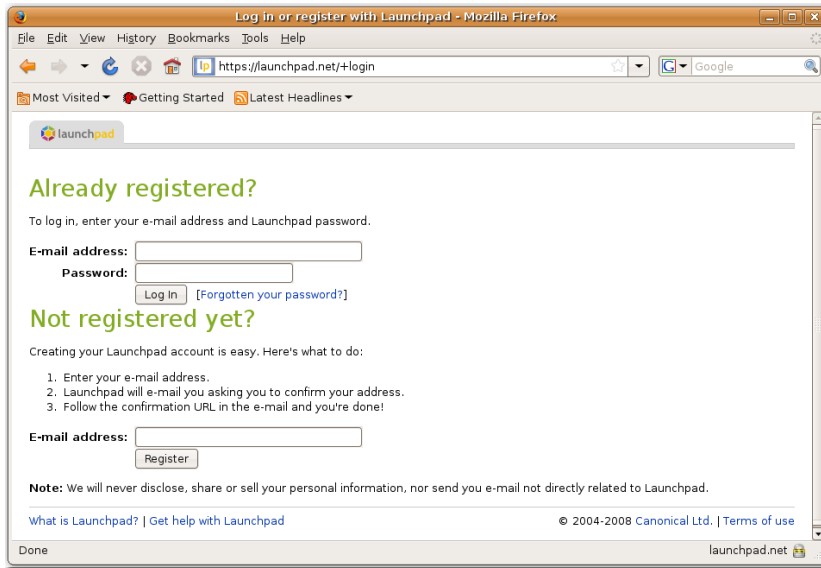 Log in or register with Launchpad - Mozilla Firefox
File Edit View History Bookmarks Tools Help
lp https://launchpad.net/+login G Google
Most Visited Getting Started Latest Headlines
launchpad
Already registered?
To log in, enter your e-mail address and Launchpad password.
E-mail address:
Password:
Log In [Forgotten your password?]
Not registered yet?
Creating your Launchpad account is easy. Here's what to do:
1. Enter your e-mail address.
2. Launchpad will e-mail you asking you to confirm your address.
3. Follow the confirmation URL in the e-mail and you're done!
E-mail address:
Register
Note: We will never disclose, share or sell your personal information, nor send you e-mail not directly related to Launchpad.
What is Launchpad? | Get help with Launchpad © 2004-2008 Canonical Ltd. | Terms of use
Done launchpad.net